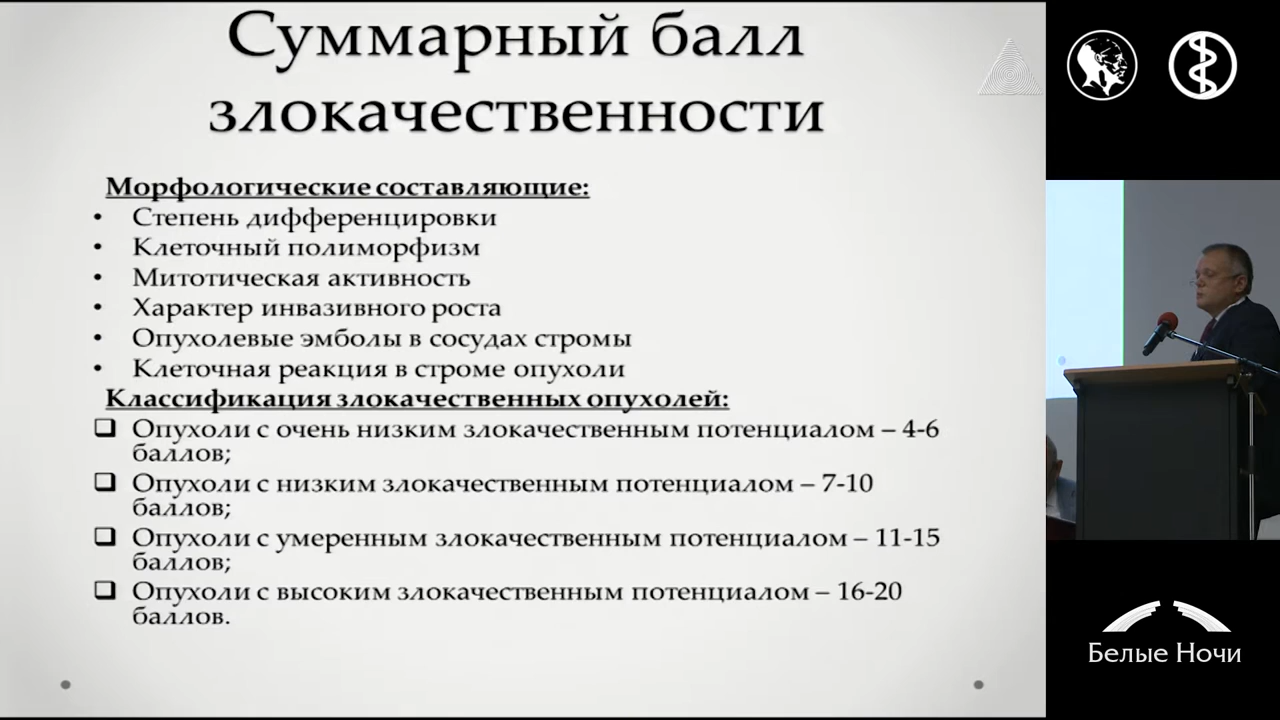 Суммарный балл
злокачественности
Морфологические составляющие:
• Степень дифференцировки
• Клеточный полиморфизм
• Митотическая активность
• Характер инвазивного роста
• Опухолевые эмболы в сосудах стромы
• Клеточная реакция в строме опухоли
Классификация злокачественных опухолей:
❑ Опухоли с очень низким злокачественным потенциалом – 4-6
баллов;
❑ Опухоли с низким злокачественным потенциалом – 7-10
баллов;
❑ Опухоли с умеренным злокачественным потенциалом – 11-15
баллов;
❑ Опухоли с высоким злокачественным потенциалом – 16-20
баллов.
Белые Ночи